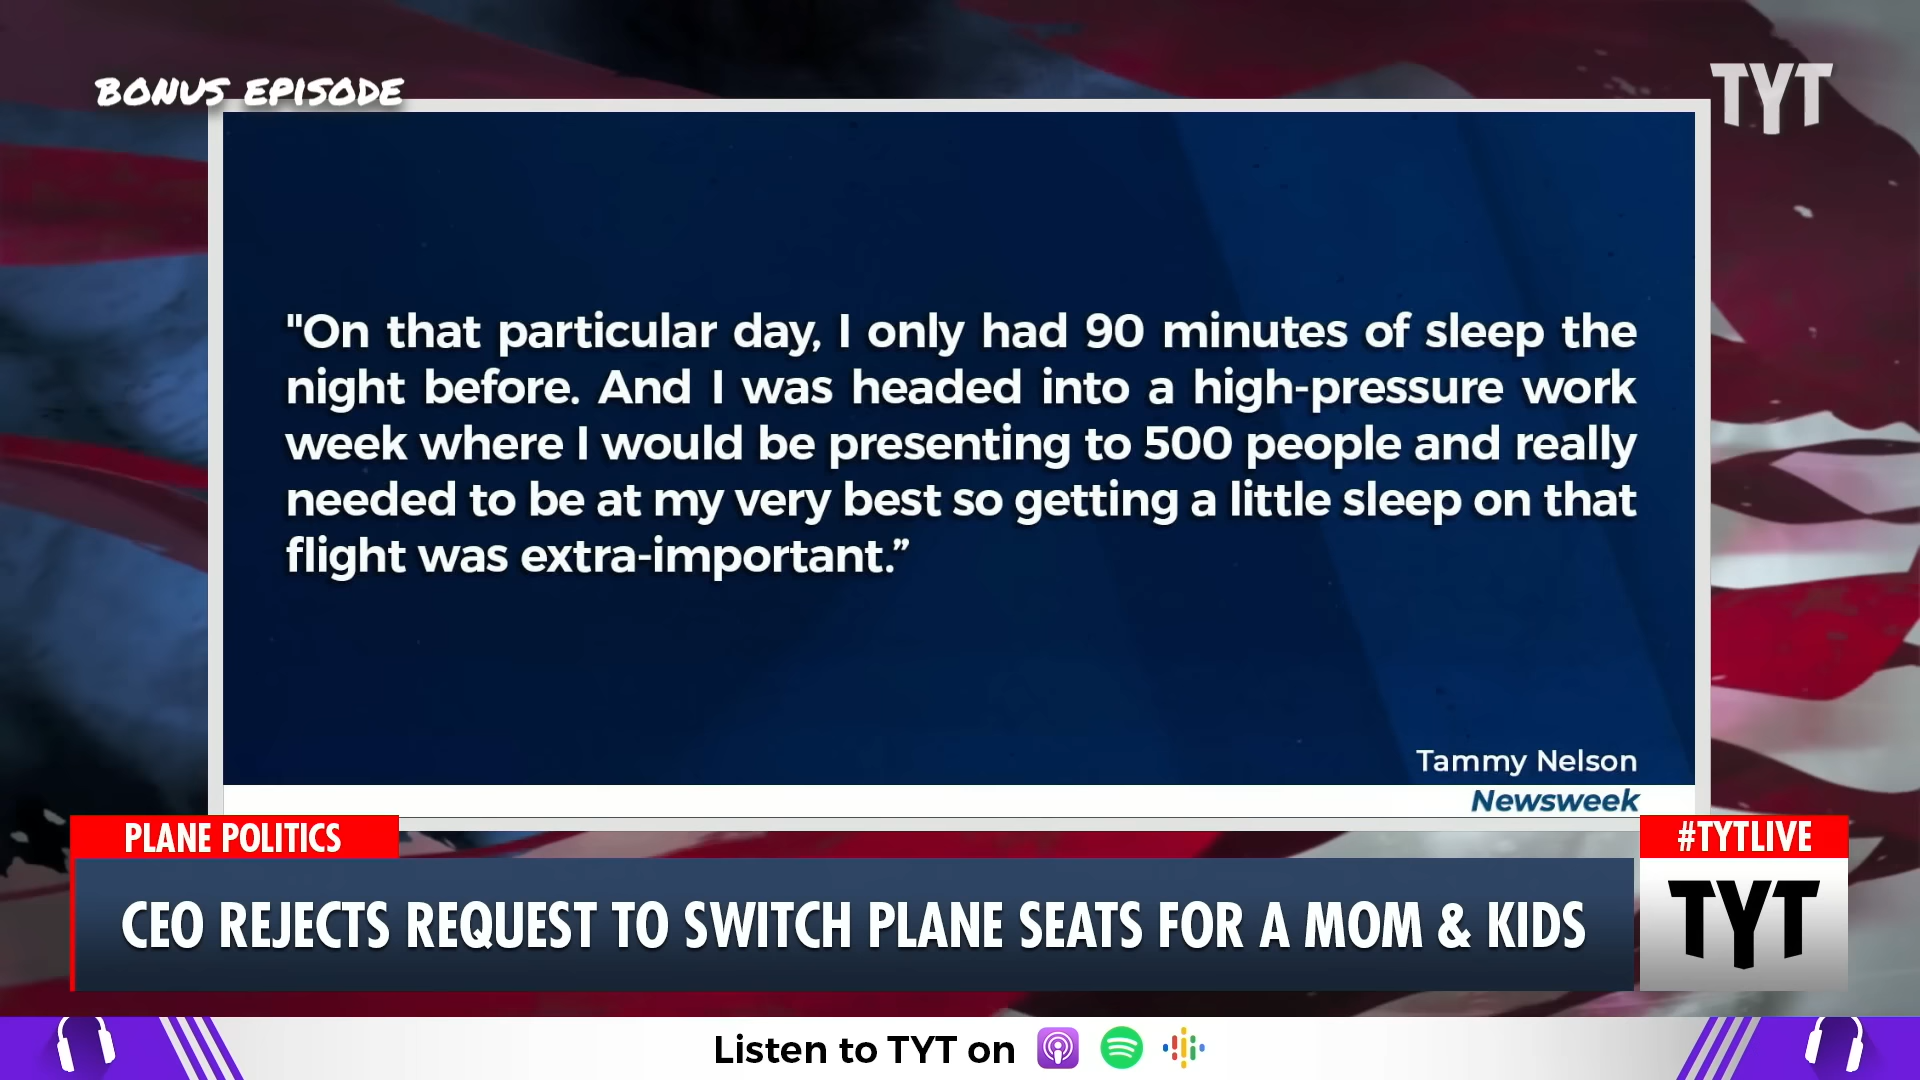 BONUS EPISODE
TYT
"On that particular day, I only had 90 minutes of sleep the
night before. And I was headed into a high-pressure work
week where I would be presenting to 500 people and really
needed to be at my very best so getting a little sleep on that
flight was extra-important.”
Tammy Nelson
Newsweek
PLANE POLITICS
#TYTLIVE
CEO REJECTS REQUEST TO SWITCH PLANE SEATS FOR A MOM & KIDS
TYT
Listen to TYT on